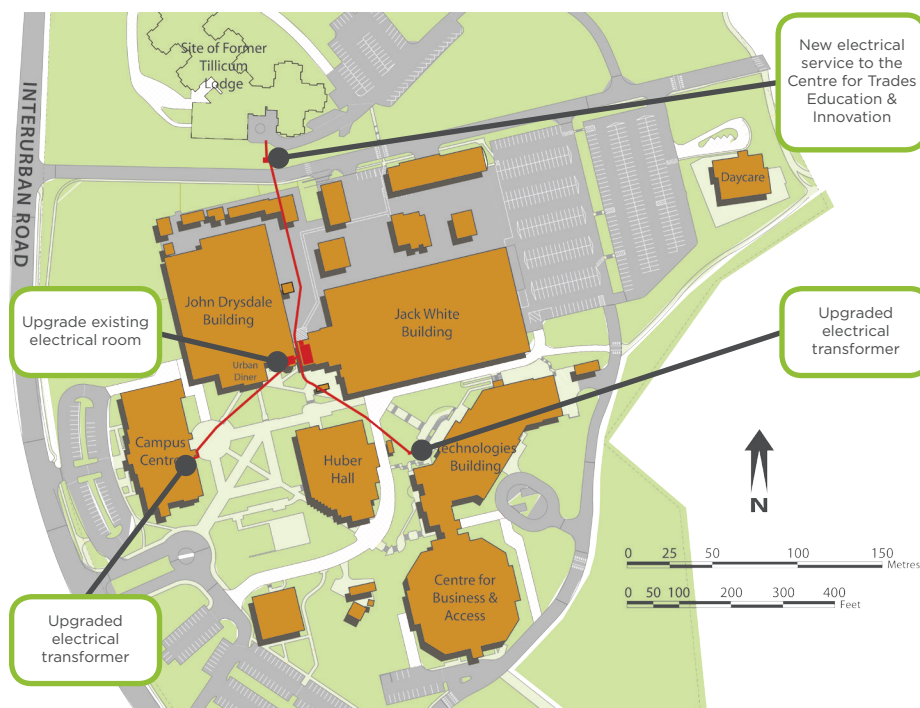 Site of Former
Tillicum
Lodge
New electrical
service to the
Centre for Trades
Education &
Innovation
INTERURBAN ROAD
Daycare
John Drysdale
Building
Jack White
Building
Upgrade existing
electrical room
Urban
Diner
Upgraded
electrical
transformer
Campus
Centre
Huber
Hall
Technologies
Building
N
0 25 50 100 150
Metres
0 50 100 200 300 400
Feet
Centre for
Business &
Access
Upgraded
electrical
transformer